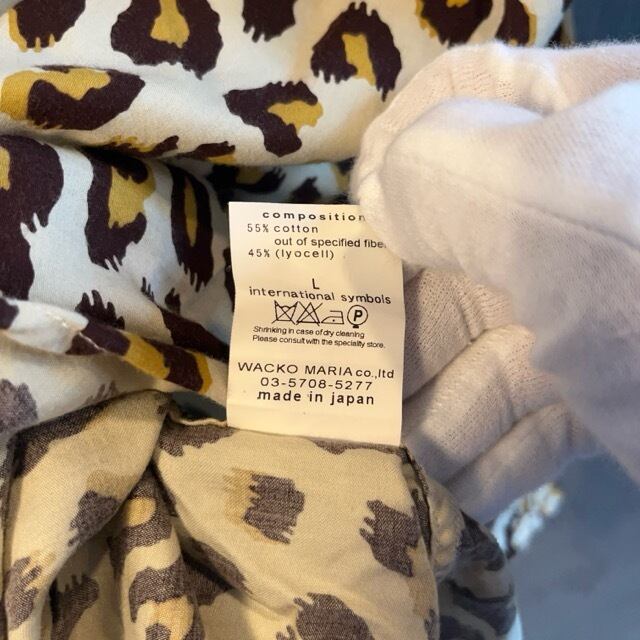 composition
55% cotton
out of specified fiber
45% (lyocell)
L
international symbols
P
Shrinking in case of dry cleaning
Please consult with the specialty store.
WACKO MARIA co.,ltd
03-5708-5277
made in japan